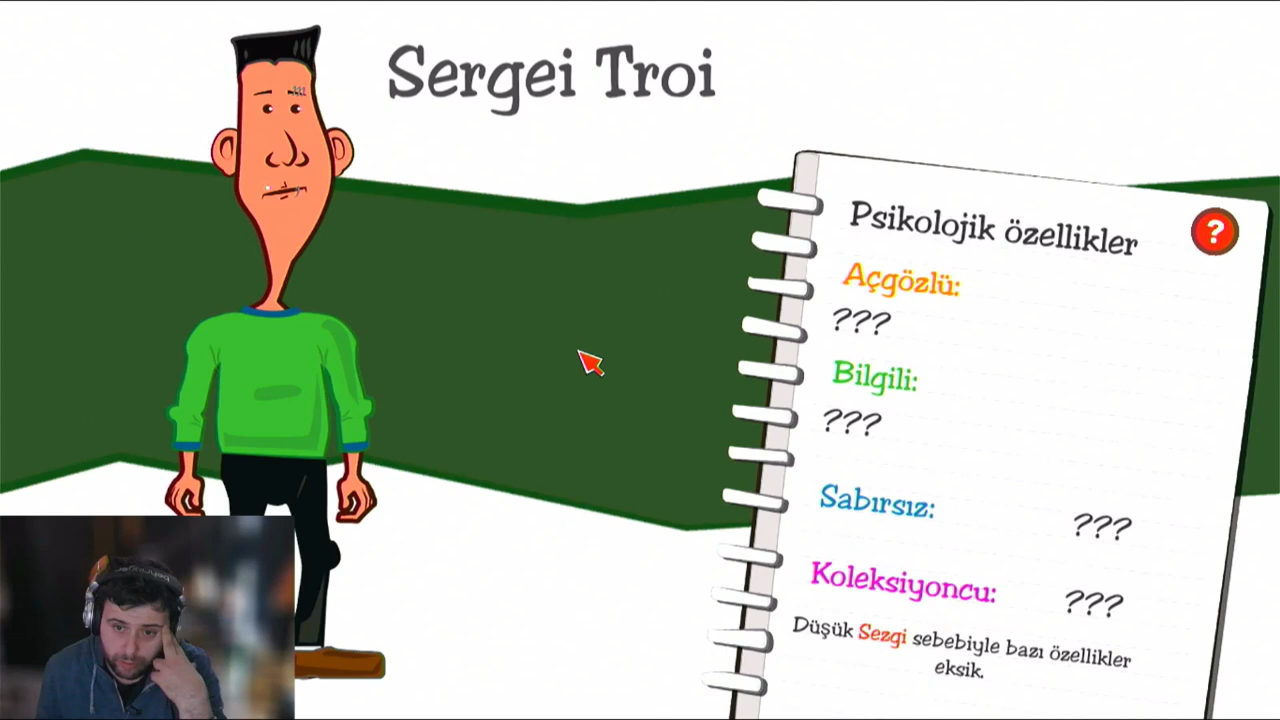 Sergei Troi
Psikolojik özellikler
?
Açgözlü:
???
Bilgili:
???
Sabırsız: ???
Koleksiyoncu: ???
Düşük Sezgi sebebiyle bazı özellikler
eksik.